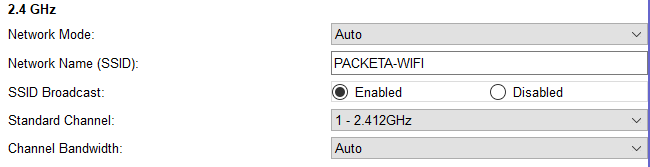 2.4 GHz
Network Mode: Auto
Network Name (SSID): PACKETA-WIFI
SSID Broadcast: Enabled Disabled
Standard Channel: 1 - 2.412GHz
Channel Bandwidth: Auto